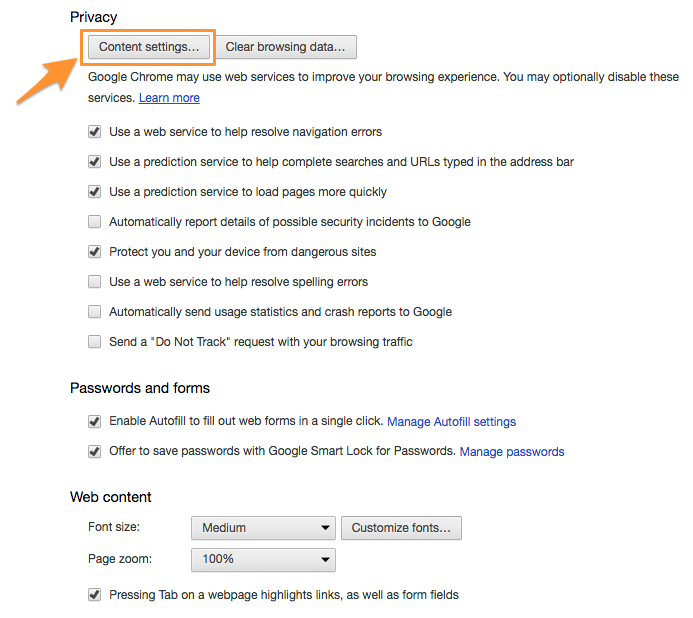 Privacy
Content settings... Clear browsing data...
Google Chrome may use web services to improve your browsing experience. You may optionally disable these
services. Learn more
Use a web service to help resolve navigation errors
Use a prediction service to help complete searches and URLs typed in the address bar
Use a prediction service to load pages more quickly
Automatically report details of possible security incidents to Google
Protect you and your device from dangerous sites
Use a web service to help resolve spelling errors
Automatically send usage statistics and crash reports to Google
Send a "Do Not Track" request with your browsing traffic
Passwords and forms
Enable Autofill to fill out web forms in a single click. Manage Autofill settings
Offer to save passwords with Google Smart Lock for Passwords. Manage passwords
Web content
Font size: Medium Customize fonts...
Page zoom: 100%
Pressing Tab on a webpage highlights links, as well as form fields